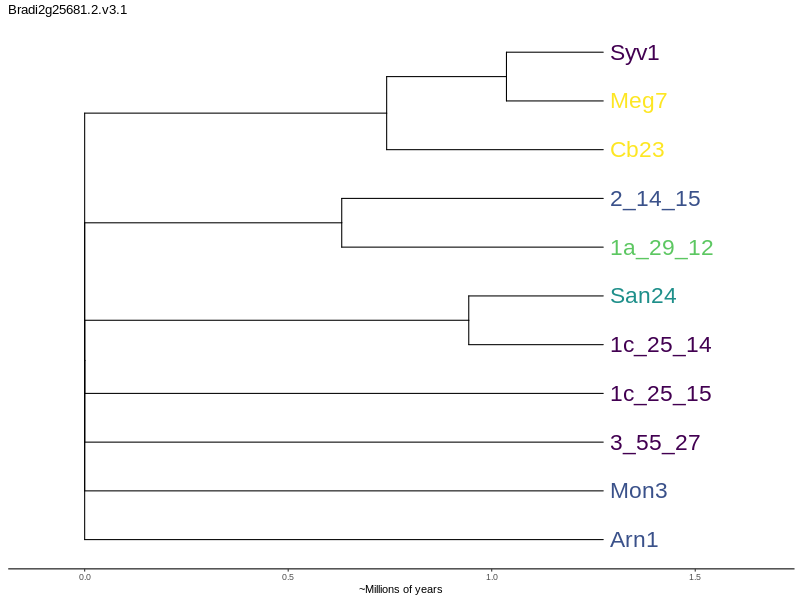 Bradi2g25681.2.v3.1
Syv1
Meg7
Cb23
2_14_15
1a_29_12
San24
1c_25_14
1c_25_15
3_55_27
Mon3
Arn1
0.0 0.5 1.0 1.5
~Millions of years